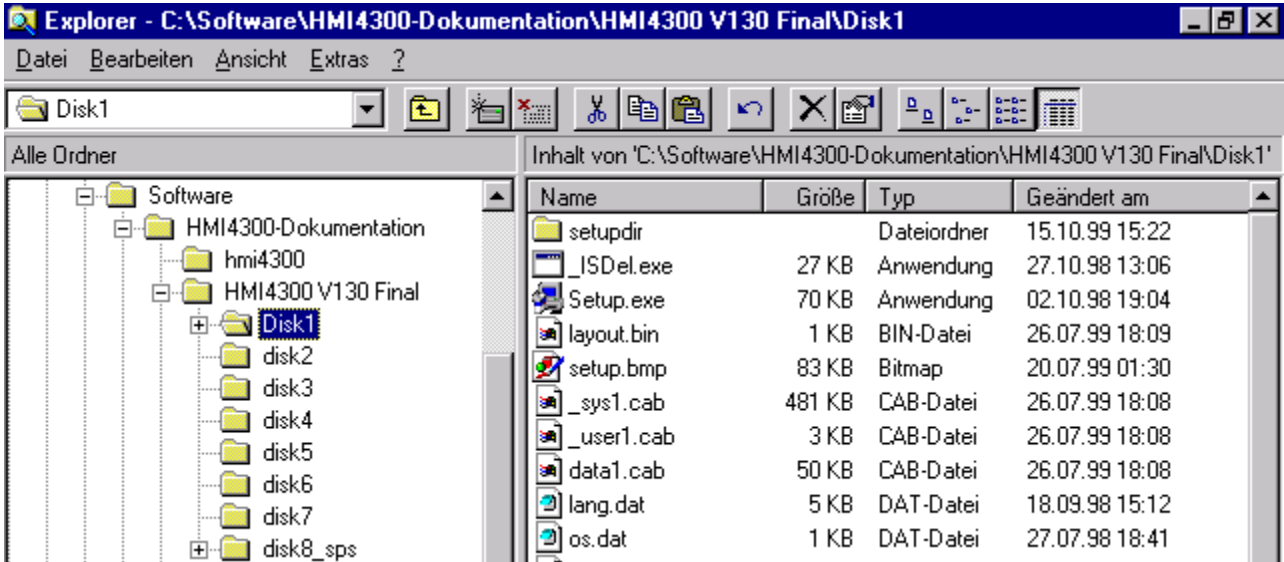 Explorer - C:\Software\HMI4300-Dokumentation\HMI4300 V130 Final\Disk1
Datei Bearbeiten Ansicht Extras ?
Disk1
Alle Ordner
Inhalt von 'C:\Software\HMI4300-Dokumentation\HMI4300 V130 Final\Disk1'
Software
HMI4300-Dokumentation
hmi4300
HMI4300 V130 Final
Disk1
disk2
disk3
disk4
disk5
disk6
disk7
disk8_sps
Name Größe Typ Geändert am
setupdir Dateiordner 15.10.99 15:22
_ISDel.exe 27 KB Anwendung 27.10.98 13:06
Setup.exe 70 KB Anwendung 02.10.98 19:04
layout.bin 1 KB BIN-Datei 26.07.99 18:09
setup.bmp 83 KB Bitmap 20.07.99 01:30
_sys1.cab 481 KB CAB-Datei 26.07.99 18:08
_user1.cab 3 KB CAB-Datei 26.07.99 18:08
data1.cab 50 KB CAB-Datei 26.07.99 18:08
lang.dat 5 KB DAT-Datei 18.09.98 15:12
os.dat 1 KB DAT-Datei 27.07.98 18:41